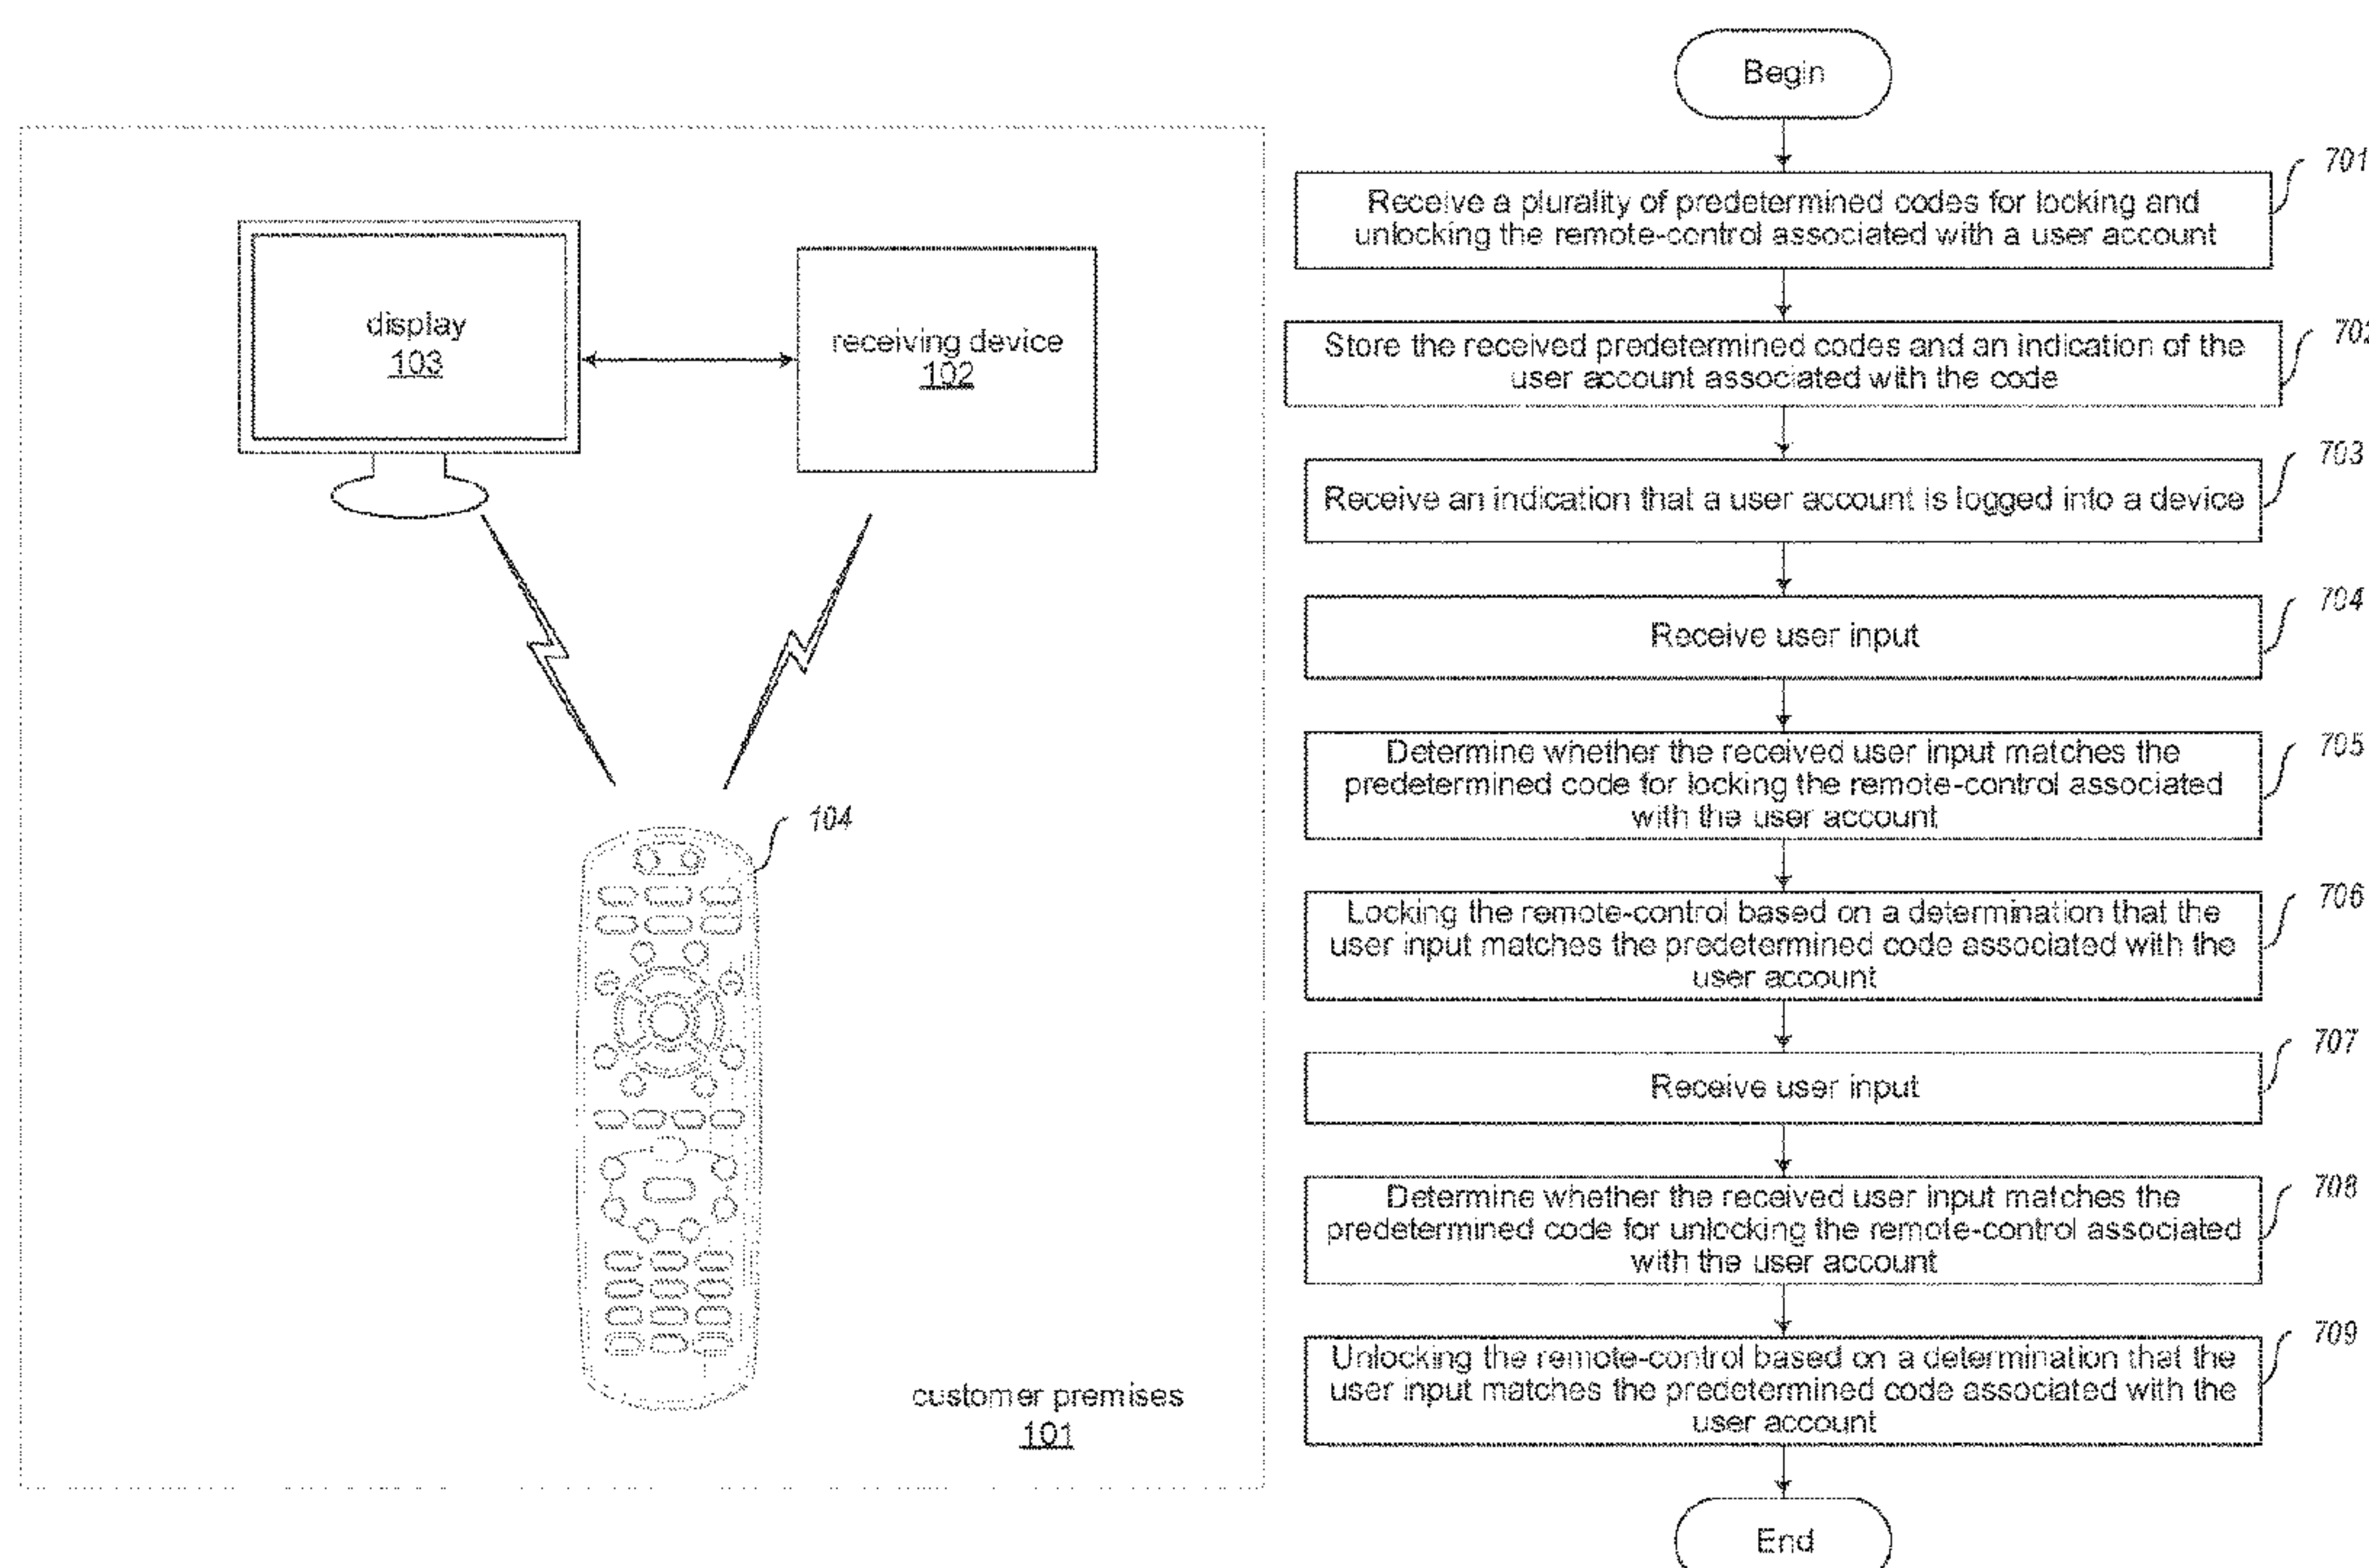 display
103
receiving device
102
104
customer premises
101
Begin
701
Receive a plurality of predetermined codes for locking and
unlocking the remote-control associated with a user account
702
Store the received predetermined codes and an indication of the
user account associated with the code
703
Receive an indication that a user account is logged into a device
704
Receive user input
705
Determine whether the received user input matches the
predetermined code for locking the remote-control associated
with the user account
706
Locking the remote-control based on a determination that the
user input matches the predetermined code associated with the
user account
707
Receive user input
708
Determine whether the received user input matches the
predetermined code for unlocking the remote-control associated
with the user account
709
Unlocking the remote-control based on a determination that the
user input matches the predetermined code associated with the
user account
End